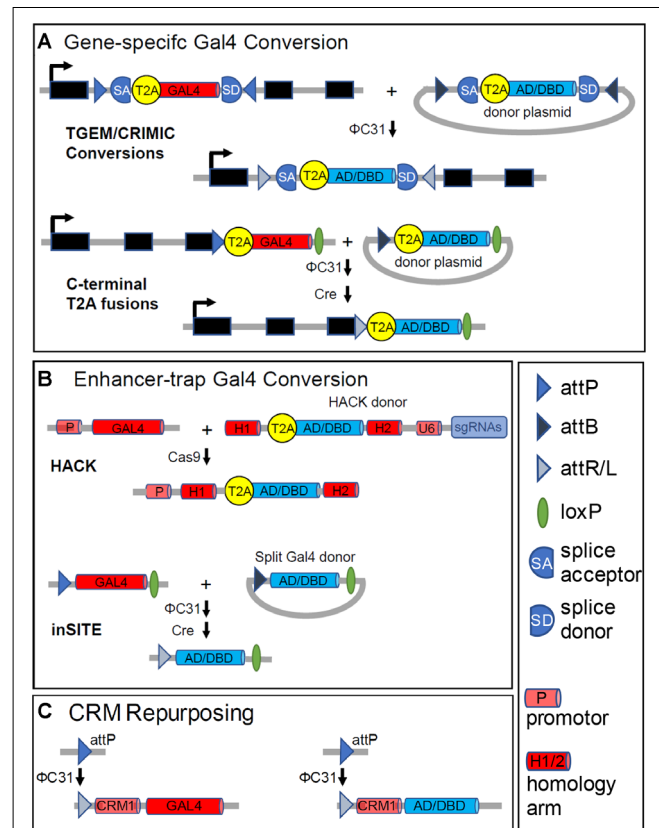 A Gene-specifc Gal4 Conversion
SA T2A GAL4 SD + SA T2A AD/DBD SD
donor plasmid
TGEM/CRIMIC
Conversions
ΦC31
SA T2A AD/DBD SD
T2A GAL4 + T2A AD/DBD
donor plasmid
C-terminal
T2A fusions
ΦC31
Cre
T2A AD/DBD
B Enhancer-trap Gal4 Conversion
HACK donor
P GAL4 + H1 T2A AD/DBD H2 U6 sgRNAs
HACK
Cas9
P H1 T2A AD/DBD H2
Split Gal4 donor
GAL4 + AD/DBD
inSITE
ΦC31
Cre
AD/DBD
C CRM Repurposing
attP
ΦC31
CRM1 GAL4
attP
ΦC31
CRM1 AD/DBD
attP
attB
attR/L
loxP
SA splice
acceptor
SD splice
donor
P
promotor
H1/2
homology
arm